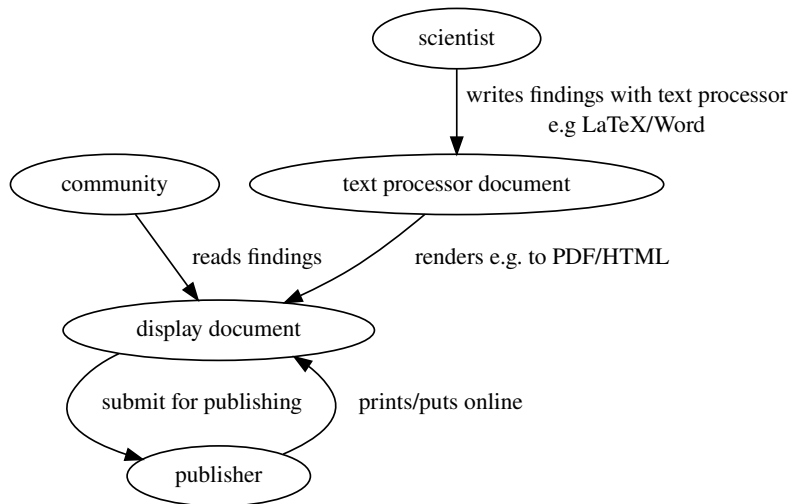 scientist
writes findings with text processor
e.g LaTeX/Word
community
text processor document
reads findings
renders e.g. to PDF/HTML
display document
submit for publishing
prints/puts online
publisher